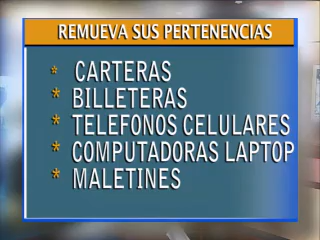 REMUEVA SUS PERTENENCIAS
* CARTERAS
* BILLETERAS
* TELEFONOS CELULARES
* COMPUTADORAS LAPTOP
* MALETINES